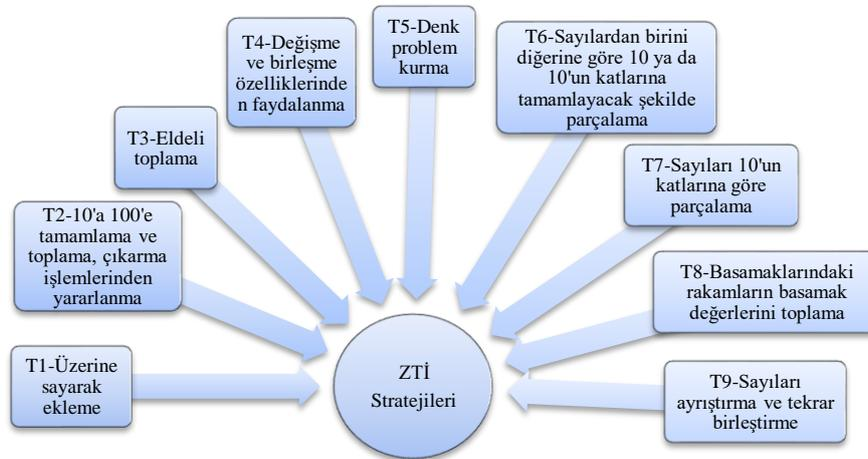 T1-Üzerine
sayarak
ekleme
T2-10'a 100'e
tamamlama ve
toplama, çıkarma
işlemlerinden
yararlanma
T3-Eldeli
toplama
T4-Değişme
ve birleşme
özelliklerinde
n faydalanma
T5-Denk
problem
kurma
T6-Sayılardan birini
diğerine göre 10 ya da
10'un katlarına
tamamlayacak şekilde
parçalama
T7-Sayıları 10'un
katlarına göre
parçalama
T8-Basamaklarındaki
rakamların basamak
değerlerini toplama
T9-Sayıları
ayrıştırma ve tekrar
birleştirme
ZTİ
Stratejileri